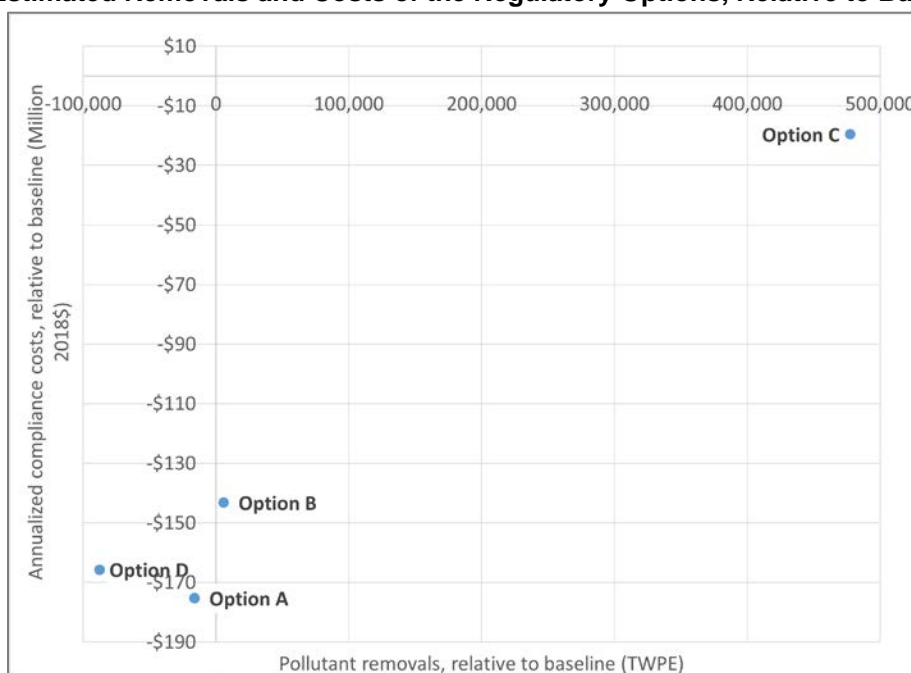 Estimated Removals and Costs of the Regulatory Options, Relative to Ba
$10
-100,000 0 100,000 200,000 300,000 400,000 500,000
-$10
Option C
-$30
-$50
-$70
-$90
-$110
-$130
Option B
-$150
Option D
-$170
Option A
-$190
Annualized compliance costs, relative to baseline (Million
2018$)
Pollutant removals, relative to baseline (TWPE)